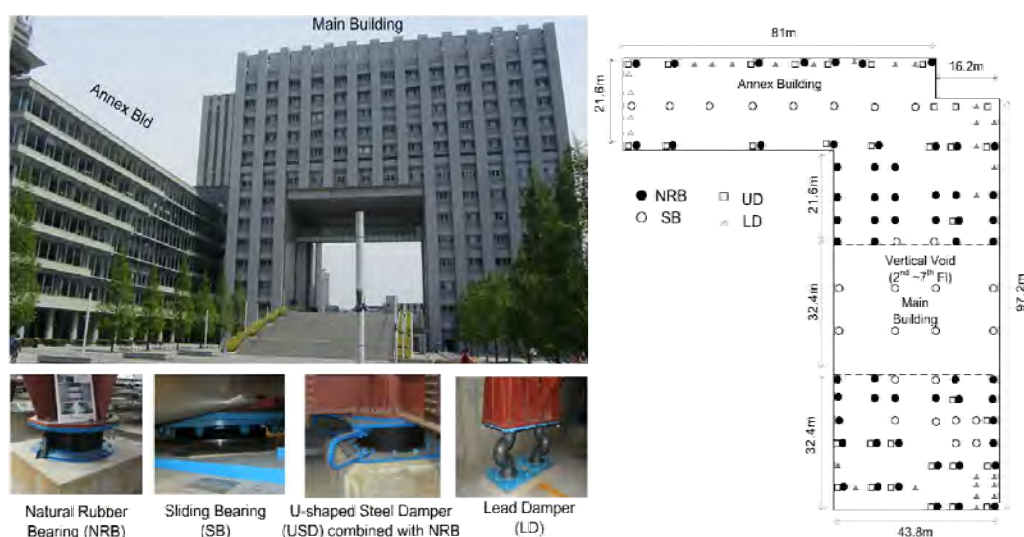 Main Building
Annex Bld
Natural Rubber
Bearing (NRB)
Sliding Bearing
(SB)
U-shaped Steel Damper
(USD) combined with NRB
Lead Damper
(LD)
81m
16.2m
21.6m
Annex Building
NRB
UD
SB
LD
21.6m
Vertical Void
(2nd ~7th Fl)
Main
Building
32.4m
97.2m
32.4m
43.8m